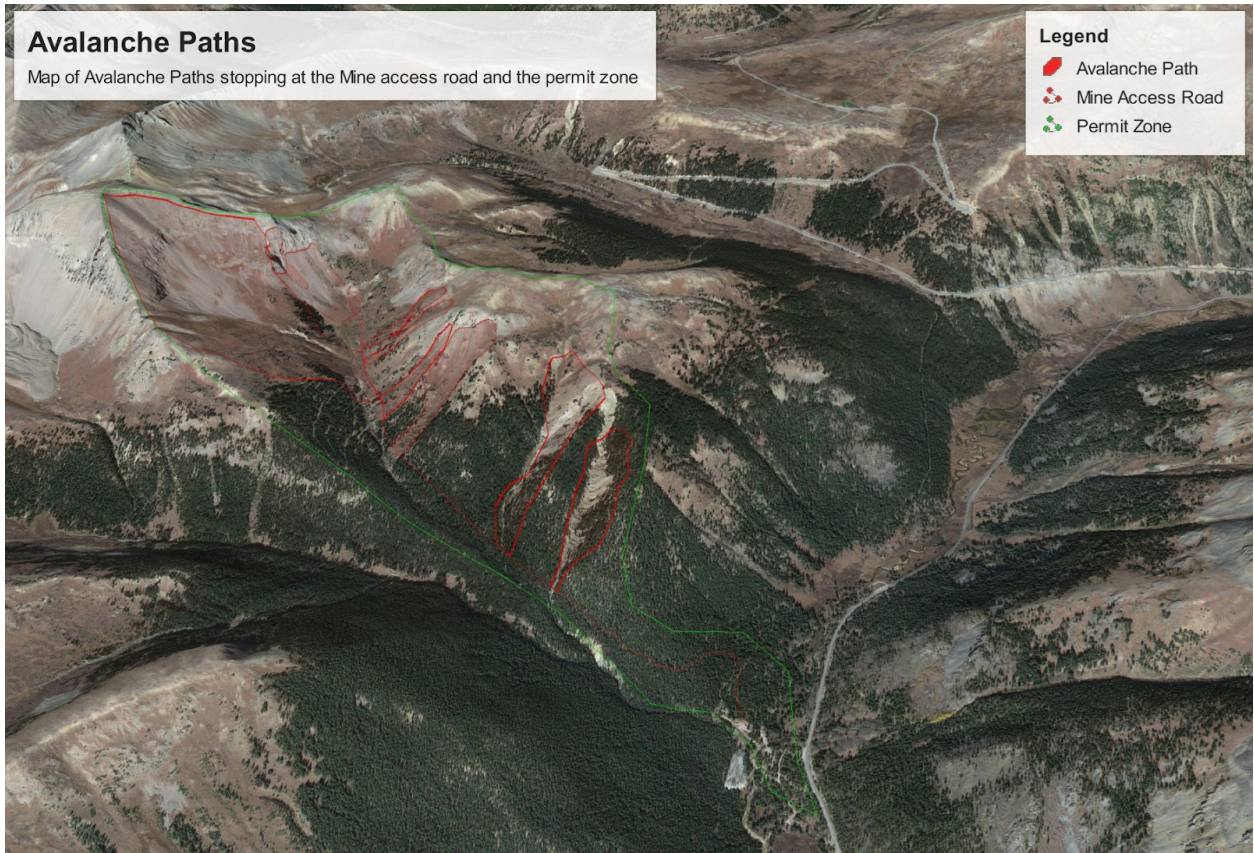 Avalanche Paths
Map of Avalanche Paths stopping at the Mine access road and the permit zone
Legend
Avalanche Path
Mine Access Road
Permit Zone